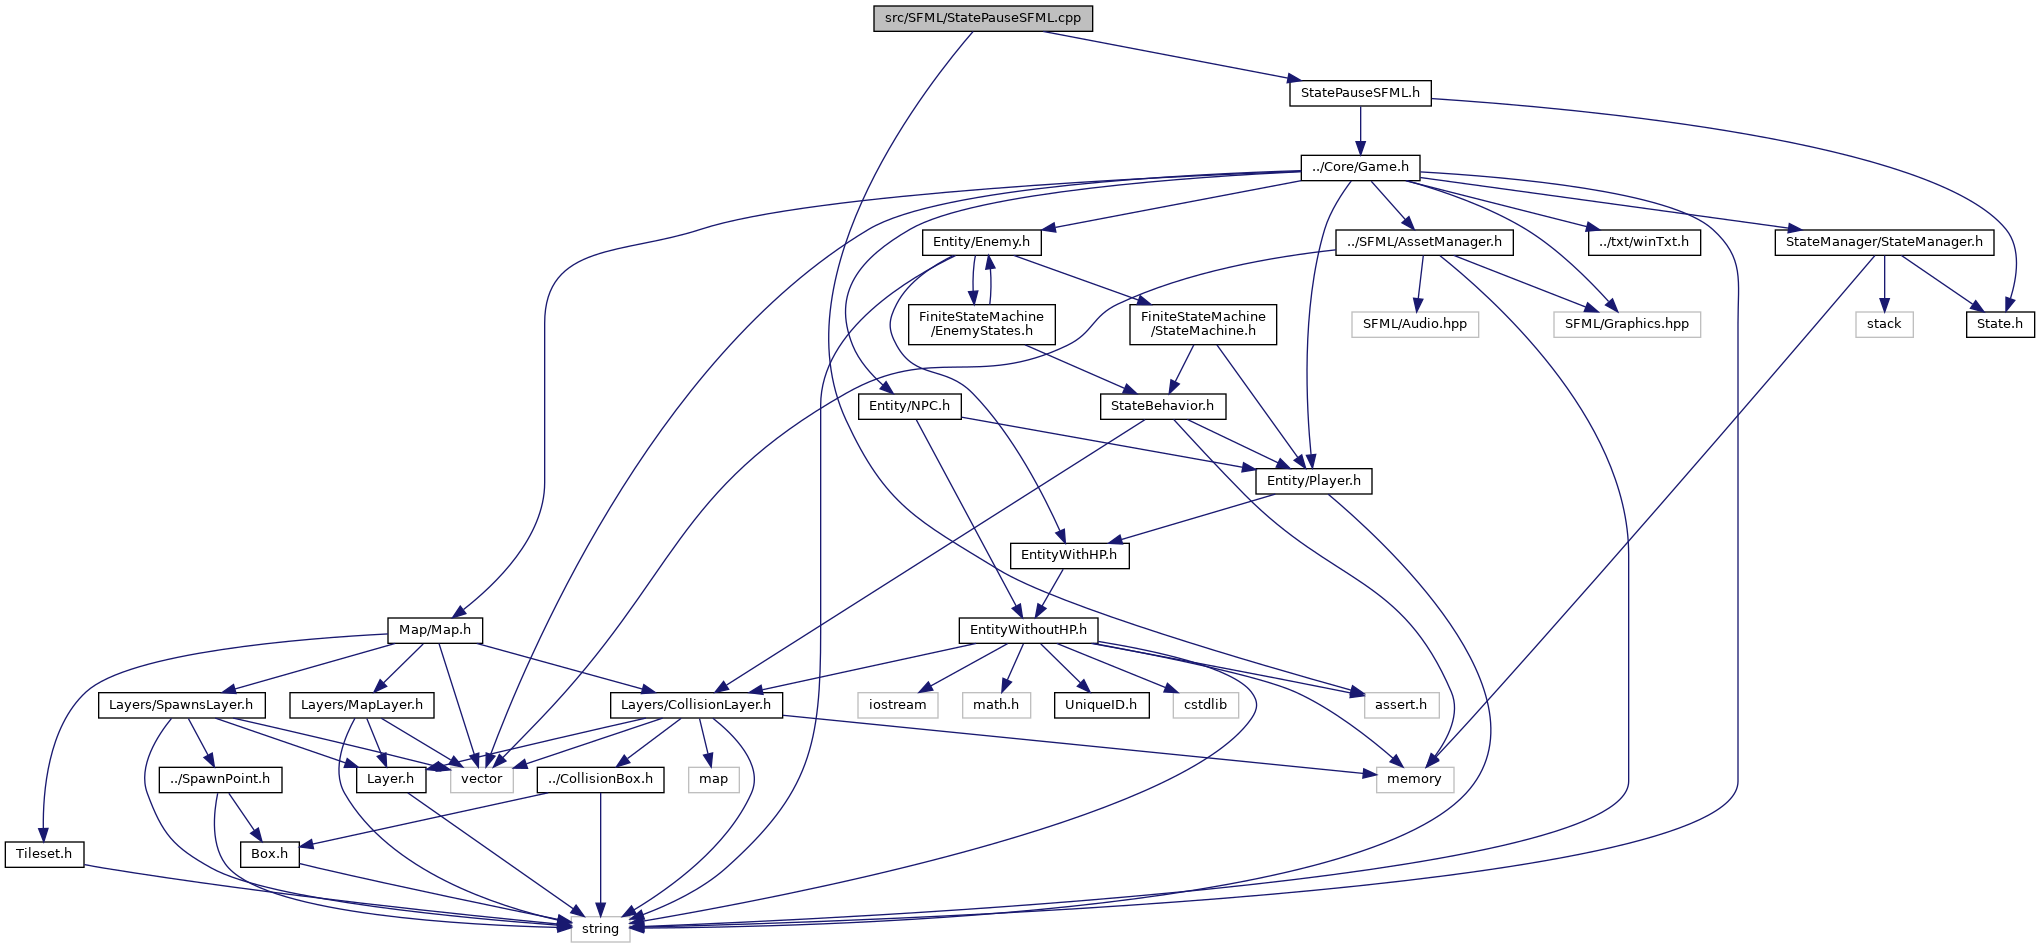 src/SFML/StatePauseSFML.cpp
StatePauseSFML.h
../Core/Game.h
Entity/Enemy.h
../SFML/AssetManager.h
../txt/winTxt.h
StateManager/StateManager.h
FiniteStateMachine
/EnemyStates.h
FiniteStateMachine
/StateMachine.h
SFML/Audio.hpp
SFML/Graphics.hpp
stack
State.h
Entity/NPC.h
StateBehavior.h
Entity/Player.h
EntityWithHP.h
Map/Map.h
EntityWithoutHP.h
Layers/SpawnsLayer.h
Layers/MapLayer.h
Layers/CollisionLayer.h
iostream
math.h
UniqueID.h
cstdlib
assert.h
../SpawnPoint.h
Layer.h
vector
../CollisionBox.h
map
memory
Tileset.h
Box.h
string